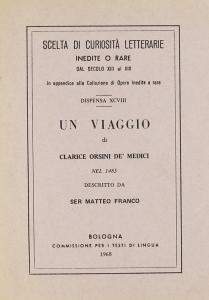 SCELTA DI CURIOSITÀ LETTERARIE
INEDITE O RARE
DAL SECOLO XIII al XIX
in appendice alla Collezione di Opere inedite o rare
DISPENSA XCVIII
UN VIAGGIO
di
CLARICE ORSINI DE' MEDICI
NEL 1485
DESCRITTO DA
SER MATTEO FRANCO
BOLOGNA
COMMISSIONE PER I TESTI DI LINGUA
1968